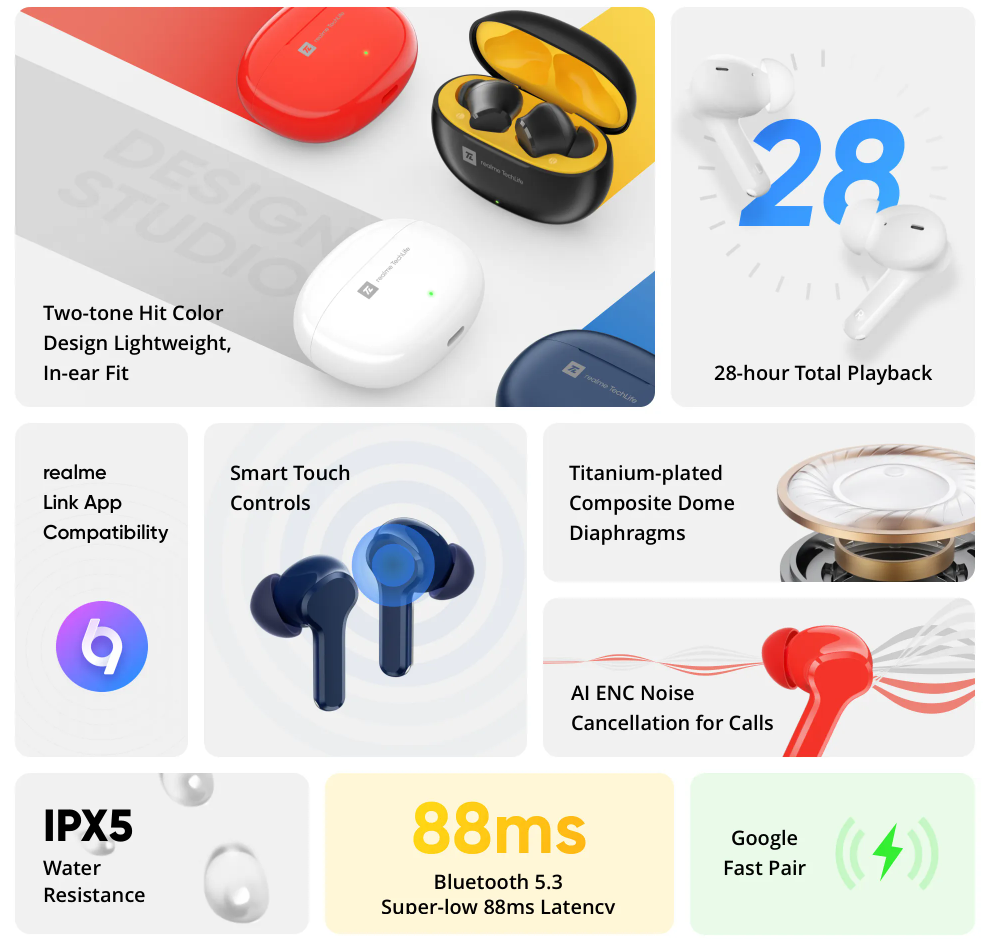 realme TechLife
realme TechLife
DESIGN
STUDIO
realme TechLife
realme TechLife
Two-tone Hit Color
Design Lightweight,
In-ear Fit
28
28-hour Total Playback
realme
Link App
Compatibility
Smart Touch
Controls
Titanium-plated
Composite Dome
Diaphragms
AI ENC Noise
Cancellation for Calls
IPX5
Water
Resistance
88ms
Bluetooth 5.3
Super-low 88ms Latency
Google
Fast Pair